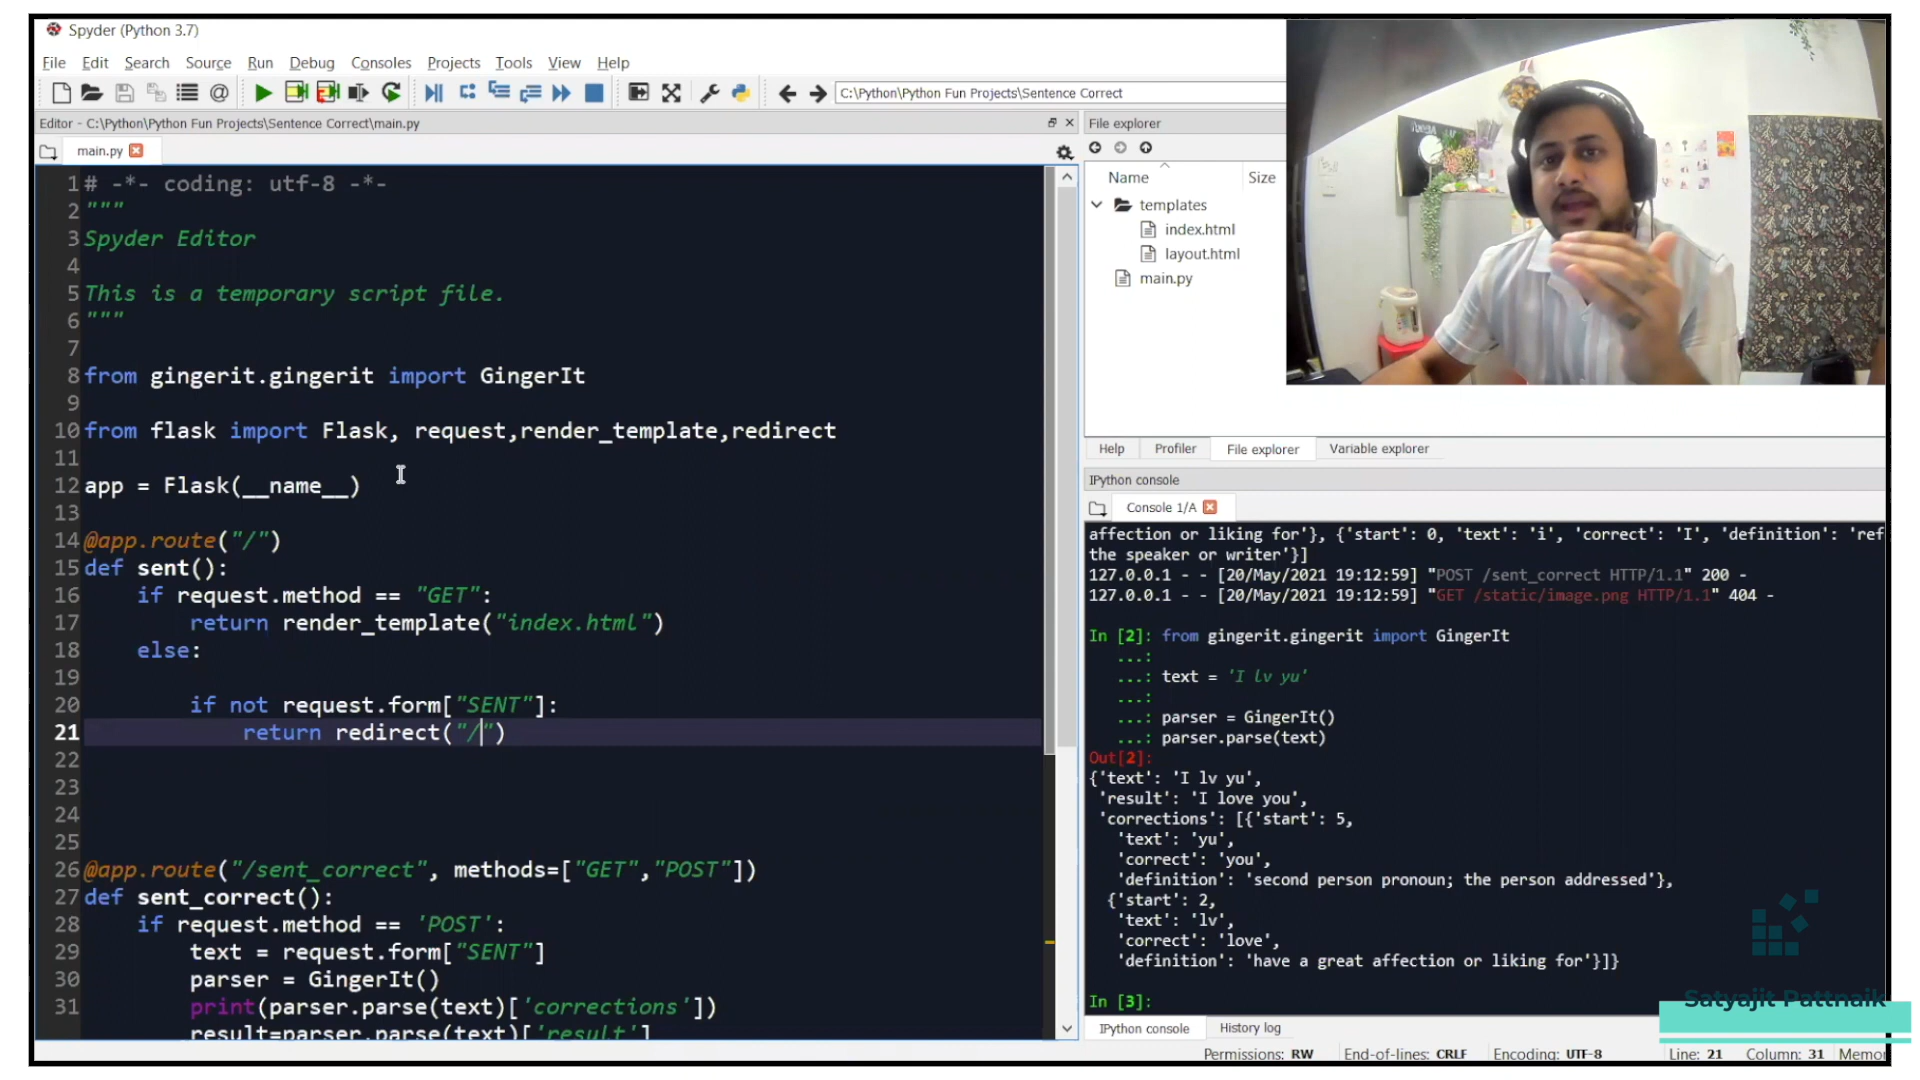 Spyder (Python 3.7)
File Edit Search Source Run Debug Consoles Projects Tools View Help
C:\Python\Python Fun Projects\Sentence Correct
Editor - C:\Python\Python Fun Projects\Sentence Correct\main.py
main.py
1 # -*- coding: utf-8 -*-
2 """
3 Spyder Editor
4
5 This is a temporary script file.
6 """
7
8 from gingerit.gingerit import GingerIt
9
10 from flask import Flask, request,render_template,redirect
11
12 app = Flask(__name__)
13
14 @app.route("/")
15 def sent():
16     if request.method == "GET":
17         return render_template("index.html")
18     else:
19
20         if not request.form["SENT"]:
21             return redirect("/")
22
23
24
25
26 @app.route("/sent_correct", methods=["GET","POST"])
27 def sent_correct():
28     if request.method == 'POST':
29         text = request.form["SENT"]
30         parser = GingerIt()
31         print(parser.parse(text)['corrections'])
result=parser.parse(text)['result']
File explorer
Name Size
templates
index.html
layout.html
main.py
Help Profiler File explorer Variable explorer
IPython console
Console 1/A
affection or liking for'}, {'start': 0, 'text': 'i', 'correct': 'I', 'definition': 'ref
the speaker or writer'}]
127.0.0.1 - - [20/May/2021 19:12:59] "POST /sent_correct HTTP/1.1" 200 -
127.0.0.1 - - [20/May/2021 19:12:59] "GET /static/image.png HTTP/1.1" 404 -
In [2]: from gingerit.gingerit import GingerIt
...:
...: text = 'I lv yu'
...:
...: parser = GingerIt()
...: parser.parse(text)
Out[2]:
{'text': 'I lv yu',
'result': 'I love you',
'corrections': [{'start': 5,
'text': 'yu',
'correct': 'you',
'definition': 'second person pronoun; the person addressed'},
{'start': 2,
'text': 'lv',
'correct': 'love',
'definition': 'have a great affection or liking for'}]}
In [3]:
Satyajit Pattnaik
IPython console History log
Permissions: RW End-of-lines: CRLF Encoding: UTF-8 Line: 21 Column: 31 Memor